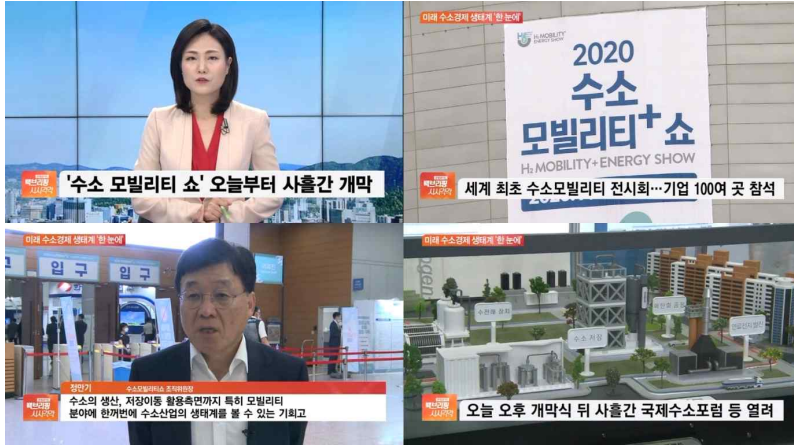 '수소 모빌리티 쇼' 오늘부터 사흘간 개막
미래 수소경제 생태계 '한 눈에'
H₂ MOBILITY+
ENERGY SHOW
2020
수소
모빌리티+ 쇼
H₂ MOBILITY+ENERGY SHOW
세계 최초 수소모빌리티 전시회…기업 100여 곳 참석
미래 수소경제 생태계 '한 눈에'
입구
입구
정만기 수소모빌리티쇼 조직위원장
수소의 생산, 저장이동 활용측면까지 특히 모빌리티
분야에 한꺼번에 수소산업의 생태계를 볼 수 있는 기회고
미래 수소경제 생태계 '한 눈에'
수전해 장치
수소 저장
오늘 오후 개막식 뒤 사흘간 국제수소포럼 등 열려